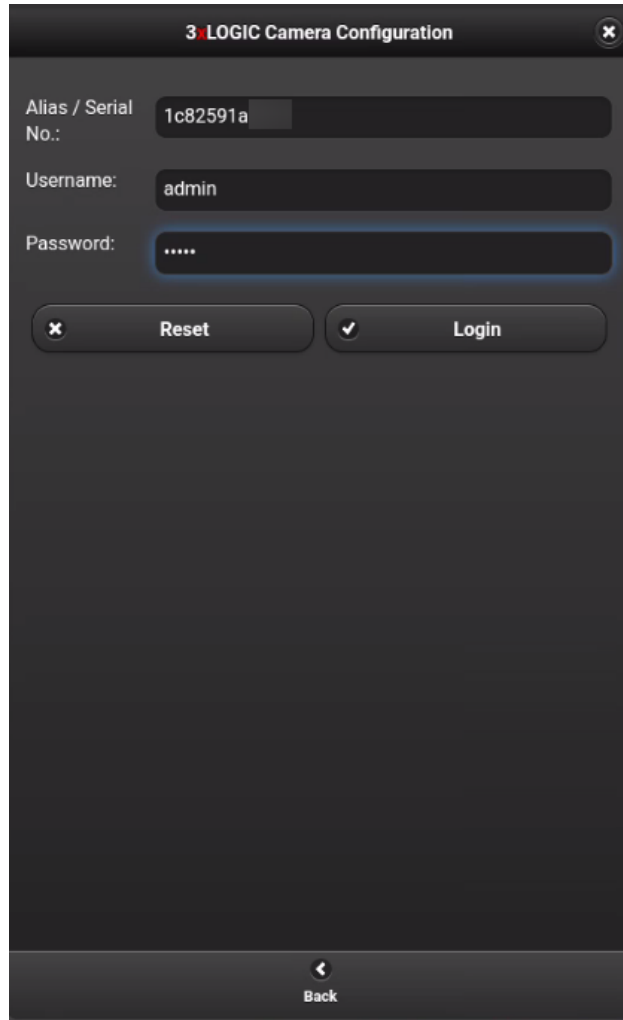 3xLOGIC Camera Configuration
Alias / Serial No.:
1c82591a
Username:
admin
Password:
•••••
Reset
Login
Back